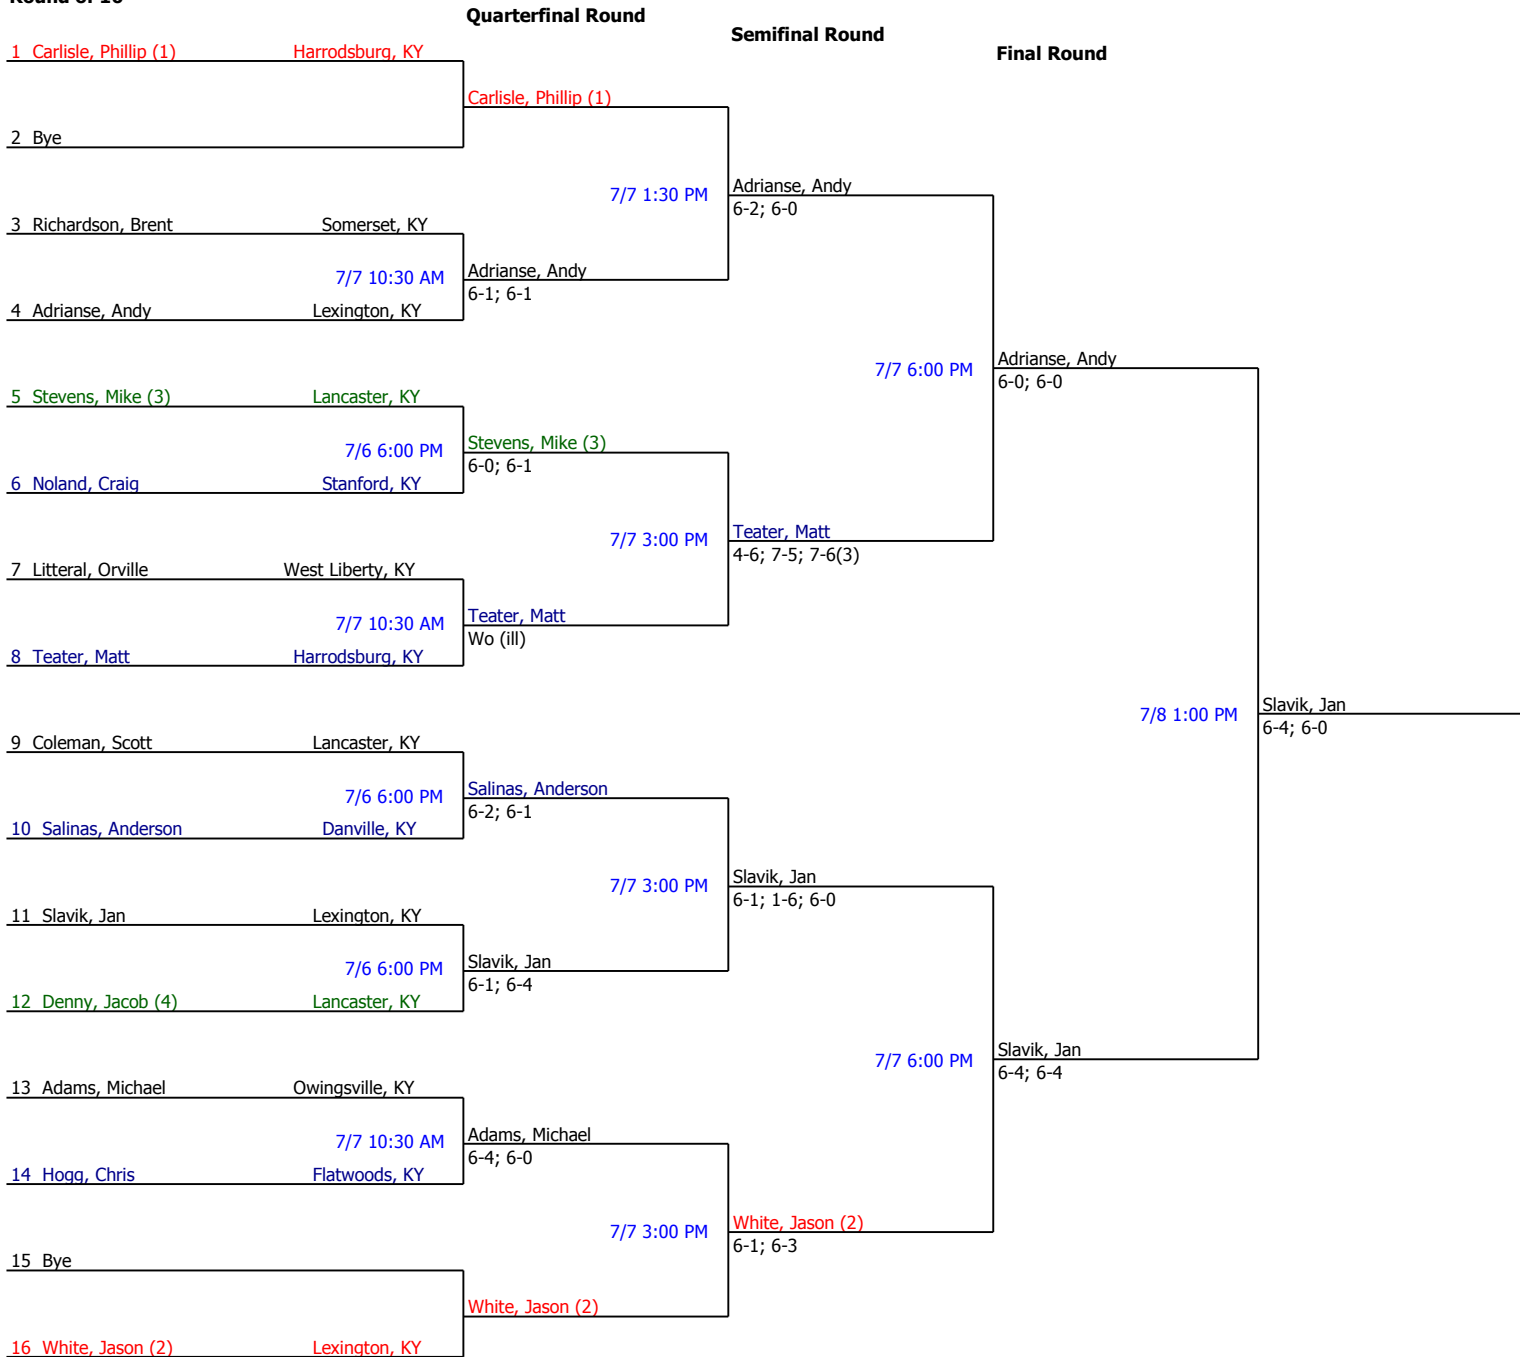 Round of 16
Quarterfinal Round
Semifinal Round
Final Round
1 Carlisle, Phillip (1) Harrodsburg, KY
Carlisle, Phillip (1)
2 Bye
7/7 1:30 PM Adrianse, Andy
6-2; 6-0
3 Richardson, Brent Somerset, KY
7/7 10:30 AM Adrianse, Andy
6-1; 6-1
4 Adrianse, Andy Lexington, KY
7/7 6:00 PM Adrianse, Andy
6-0; 6-0
5 Stevens, Mike (3) Lancaster, KY
7/6 6:00 PM Stevens, Mike (3)
6-0; 6-1
6 Noland, Craig Stanford, KY
7/7 3:00 PM Teater, Matt
4-6; 7-5; 7-6(3)
7 Litteral, Orville West Liberty, KY
7/7 10:30 AM Teater, Matt
Wo (ill)
8 Teater, Matt Harrodsburg, KY
7/8 1:00 PM Slavik, Jan
6-4; 6-0
9 Coleman, Scott Lancaster, KY
7/6 6:00 PM Salinas, Anderson
6-2; 6-1
10 Salinas, Anderson Danville, KY
7/7 3:00 PM Slavik, Jan
6-1; 1-6; 6-0
11 Slavik, Jan Lexington, KY
7/6 6:00 PM Slavik, Jan
6-1; 6-4
12 Denny, Jacob (4) Lancaster, KY
7/7 6:00 PM Slavik, Jan
6-4; 6-4
13 Adams, Michael Owingsville, KY
7/7 10:30 AM Adams, Michael
6-4; 6-0
14 Hogg, Chris Flatwoods, KY
7/7 3:00 PM White, Jason (2)
6-1; 6-3
15 Bye
White, Jason (2)
16 White, Jason (2) Lexington, KY